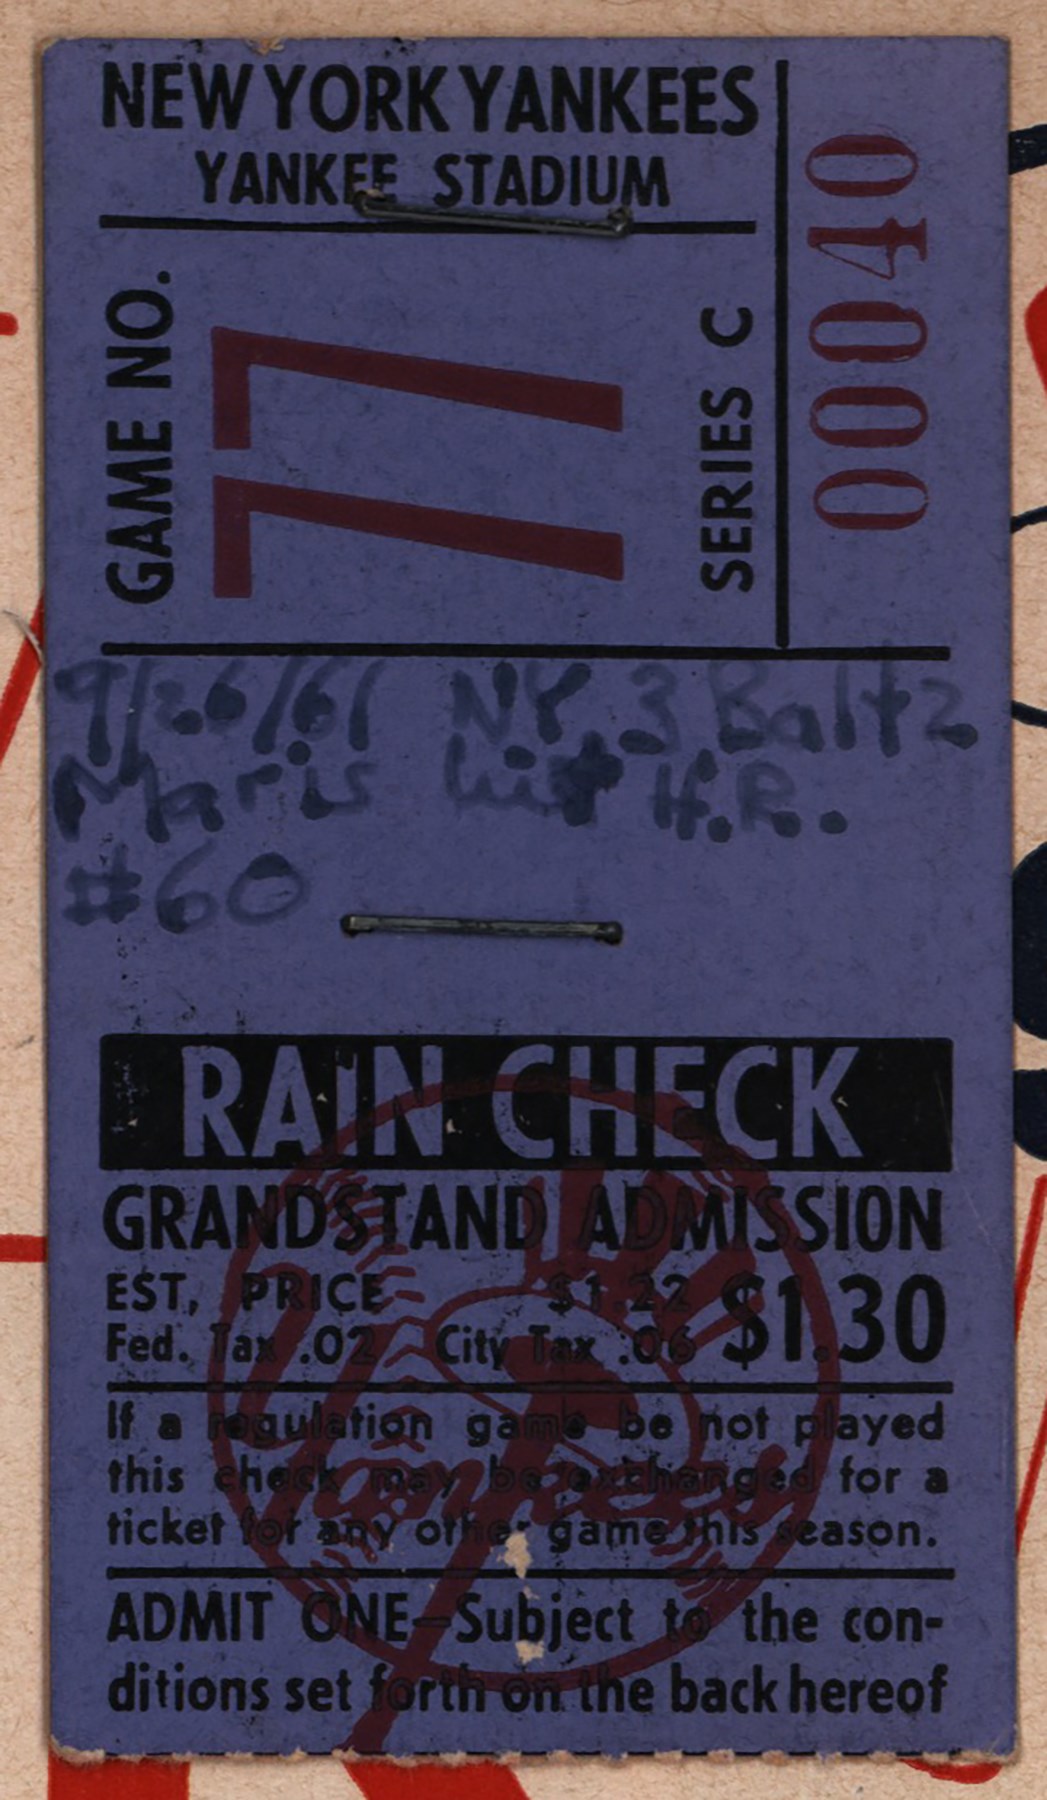 NEW YORK YANKEES
YANKEE STADIUM
GAME NO.
77
SERIES C
00040
9/26/61 NY 3 Balt 2
Maris hit H.R.
#60
RAIN CHECK
GRANDSTAND ADMISSION
EST. PRICE $1.22 $1.30
Fed. Tax .02 City Tax .06
If a regulation game be not played
this check may be exchanged for a
ticket for any other game this season.
ADMIT ONE—Subject to the con-
ditions set forth on the back hereof
Yankees